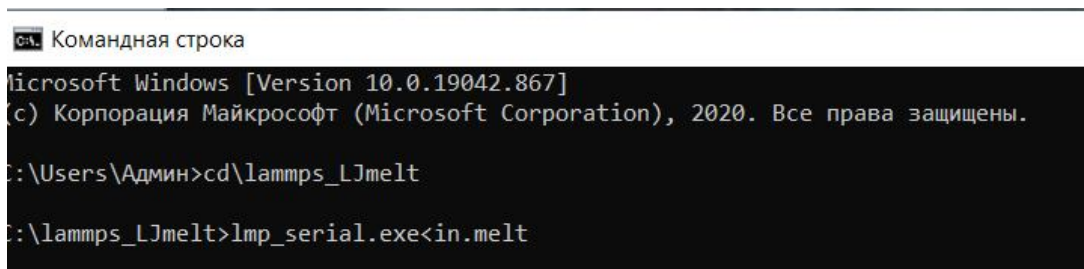 Командная строка
Microsoft Windows [Version 10.0.19042.867]
(c) Корпорация Майкрософт (Microsoft Corporation), 2020. Все права защищены.
C:\Users\Админ>cd\lammps_LJmelt
C:\lammps_LJmelt>lmp_serial.exe<in.melt